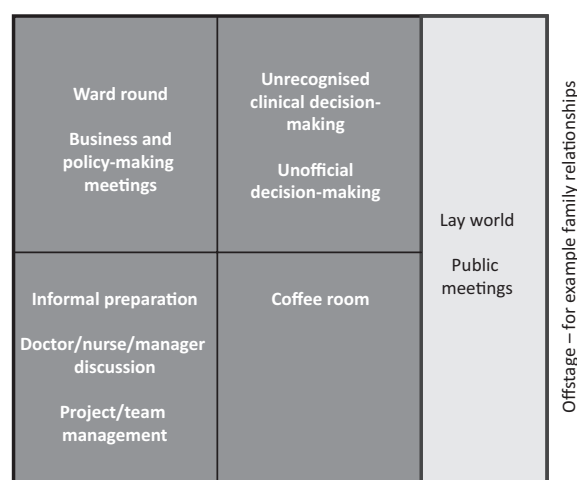 Ward round
Business and
policy-making
meetings
Unrecognised
clinical decision-
making
Unofficial
decision-making
Informal preparation
Doctor/nurse/manager
discussion
Project/team
management
Coffee room
Lay world
Public
meetings
Offstage – for example family relationships